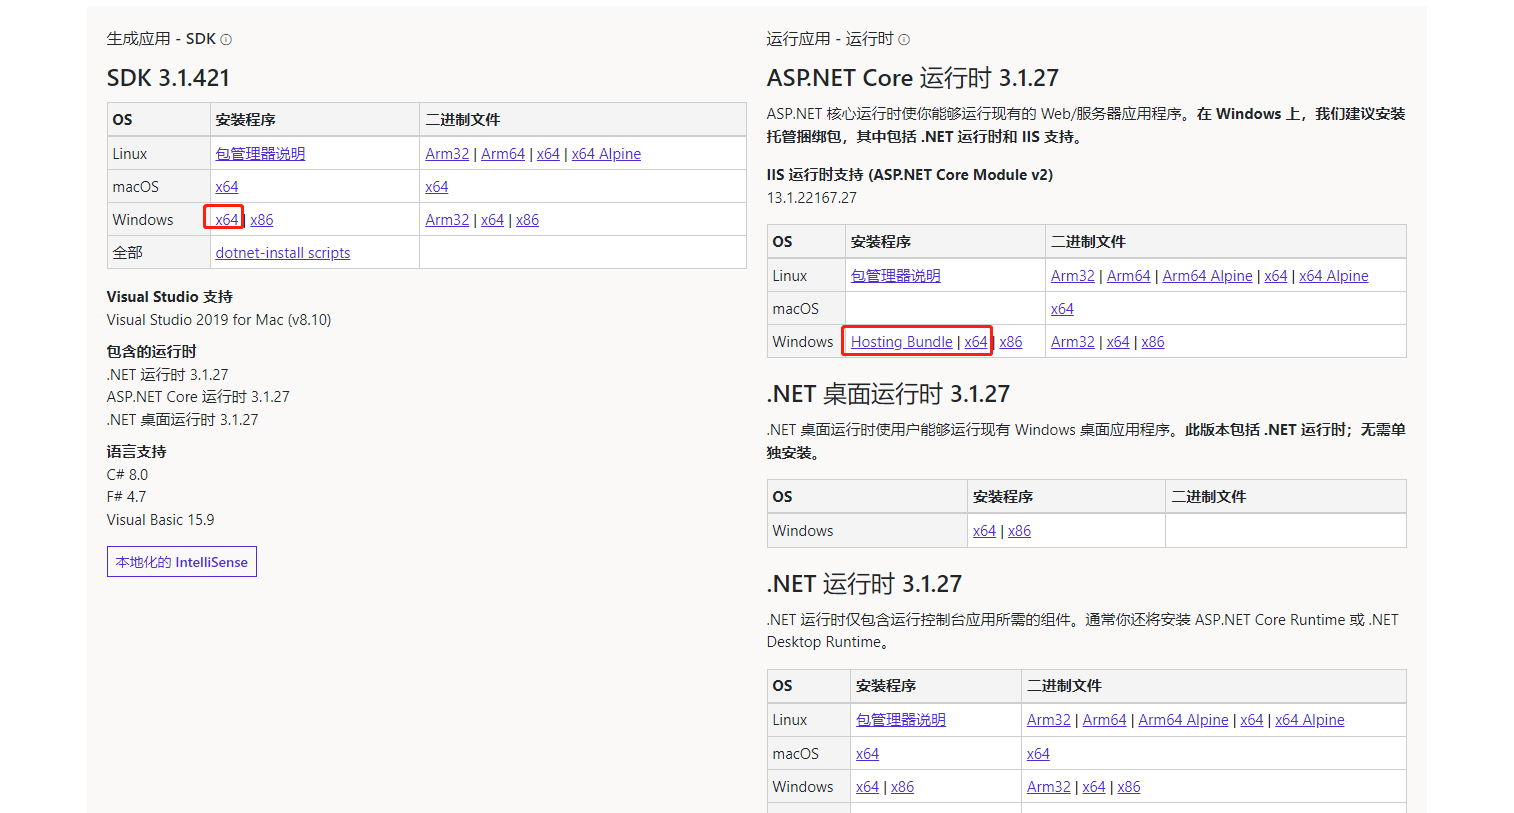 生成应用 - SDK
SDK 3.1.421
OS 安装程序 二进制文件
Linux 包管理器说明 Arm32 | Arm64 | x64 | x64 Alpine
macOS x64 x64
Windows x64 | x86 Arm32 | x64 | x86
全部 dotnet-install scripts
Visual Studio 支持
Visual Studio 2019 for Mac (v8.10)
包含的运行时
.NET 运行时 3.1.27
ASP.NET Core 运行时 3.1.27
.NET 桌面运行时 3.1.27
语言支持
C# 8.0
F# 4.7
Visual Basic 15.9
本地化的 IntelliSense
运行应用 - 运行时
ASP.NET Core 运行时 3.1.27
ASP.NET 核心运行时使你能够运行现有的 Web/服务器应用程序。在 Windows 上，我们建议安装
托管捆绑包，其中包括 .NET 运行时和 IIS 支持。
IIS 运行时支持 (ASP.NET Core Module v2)
13.1.22167.27
OS 安装程序 二进制文件
Linux 包管理器说明 Arm32 | Arm64 | Arm64 Alpine | x64 | x64 Alpine
macOS x64
Windows Hosting Bundle | x64 | x86 Arm32 | x64 | x86
.NET 桌面运行时 3.1.27
.NET 桌面运行时使用户能够运行现有 Windows 桌面应用程序。此版本包括 .NET 运行时；无需单
独安装。
OS 安装程序 二进制文件
Windows x64 | x86
.NET 运行时 3.1.27
.NET 运行时仅包含运行控制台应用所需的组件。通常你还将安装 ASP.NET Core Runtime 或 .NET
Desktop Runtime。
OS 安装程序 二进制文件
Linux 包管理器说明 Arm32 | Arm64 | Arm64 Alpine | x64 | x64 Alpine
macOS x64 x64
Windows x64 | x86 Arm32 | x64 | x86